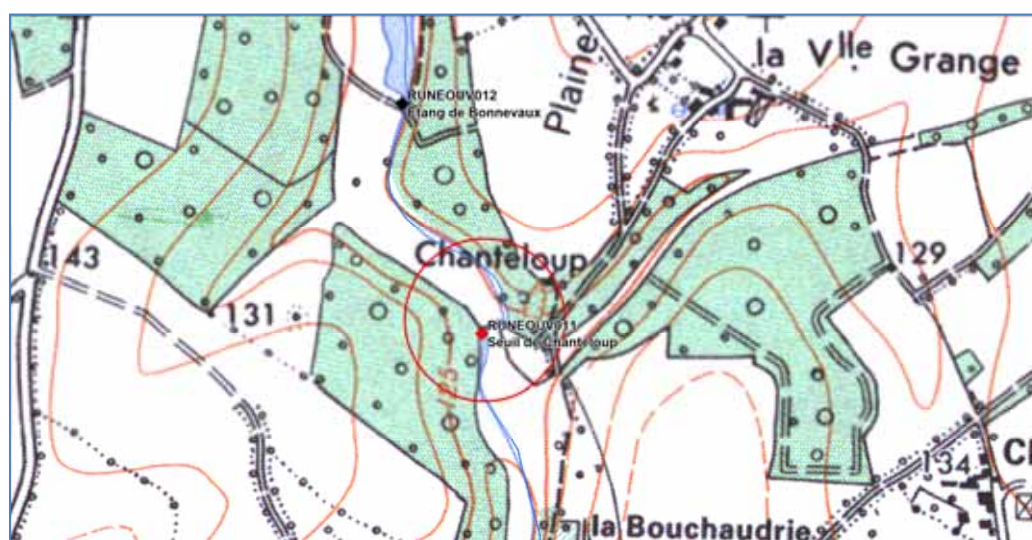 la Vlle Grange
Plaine
RUNEOUV012
Etang de Bonnevaux
Chanteloup
143
129
131
RUNEOUV011
Seuil de Chanteloup
125
134
la Bouchaudrie